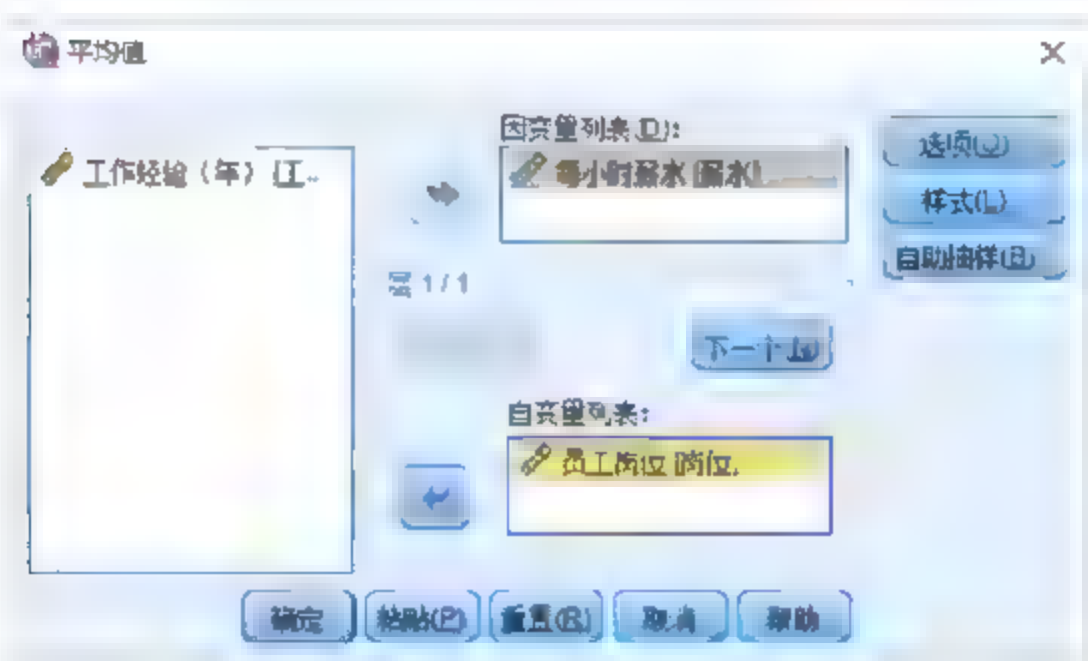 平均值
因变量列表(D):
工作经验（年）[工...
每小时薪水 [薪水]
选项(O)
样式(L)
自助抽样(B)
层 1/1
下一个(N)
自变量列表:
员工岗位 [岗位]
确定
粘贴(P)
重置(R)
取消
帮助